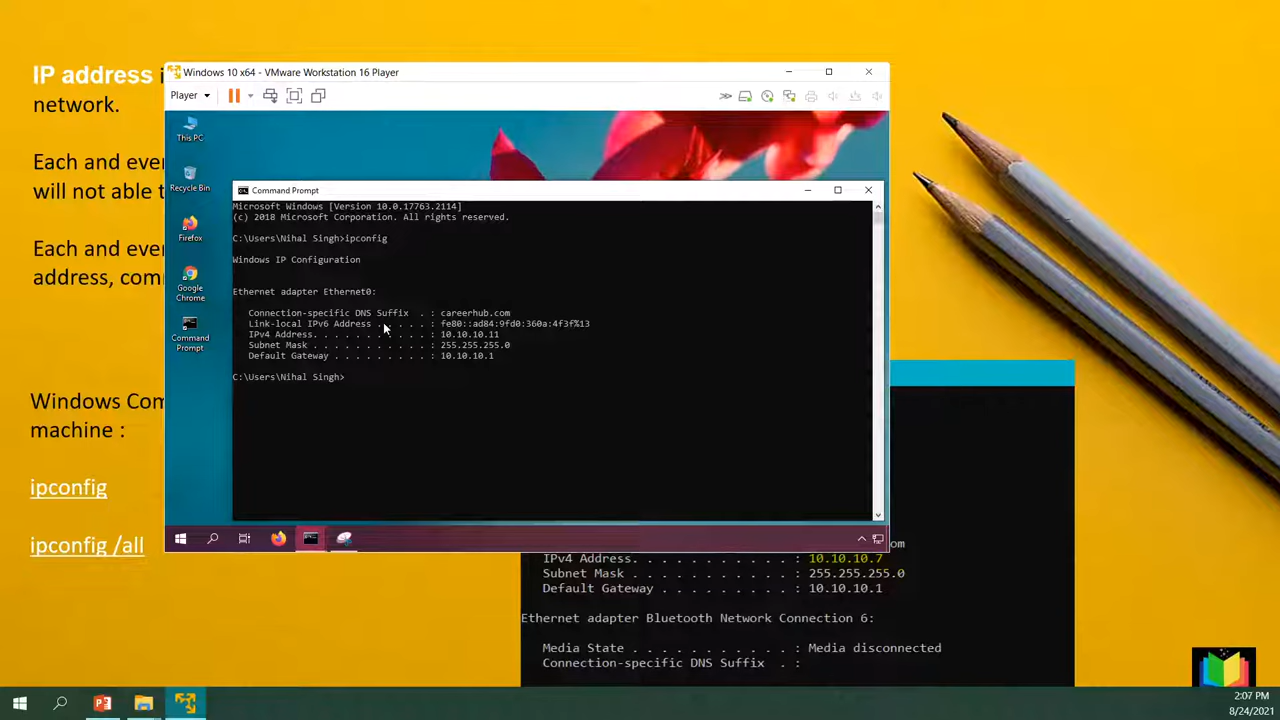 IP address i
network.
Each and ever
will not able t
Each and ever
address, com
Windows Com
machine :
ipconfig
ipconfig /all
Windows 10 x64 - VMware Workstation 16 Player
Player
This PC
Recycle Bin
Firefox
Google
Chrome
Command
Prompt
Command Prompt
Microsoft Windows [Version 10.0.17763.2114]
(c) 2018 Microsoft Corporation. All rights reserved.
C:\Users\Nihal Singh>ipconfig
Windows IP Configuration
Ethernet adapter Ethernet0:
Connection-specific DNS Suffix . : careerhub.com
Link-local IPv6 Address . . . . . : fe80::ad84:9fd0:360a:4f3f%13
IPv4 Address. . . . . . . . . . . : 10.10.10.11
Subnet Mask . . . . . . . . . . . : 255.255.255.0
Default Gateway . . . . . . . . . : 10.10.10.1
C:\Users\Nihal Singh>
om
IPv4 Address. . . . . . . . . . . : 10.10.10.7
Subnet Mask . . . . . . . . . . . : 255.255.255.0
Default Gateway . . . . . . . . . : 10.10.10.1
Ethernet adapter Bluetooth Network Connection 6:
Media State . . . . . . . . . . . : Media disconnected
Connection-specific DNS Suffix . :
2:07 PM
8/24/2021